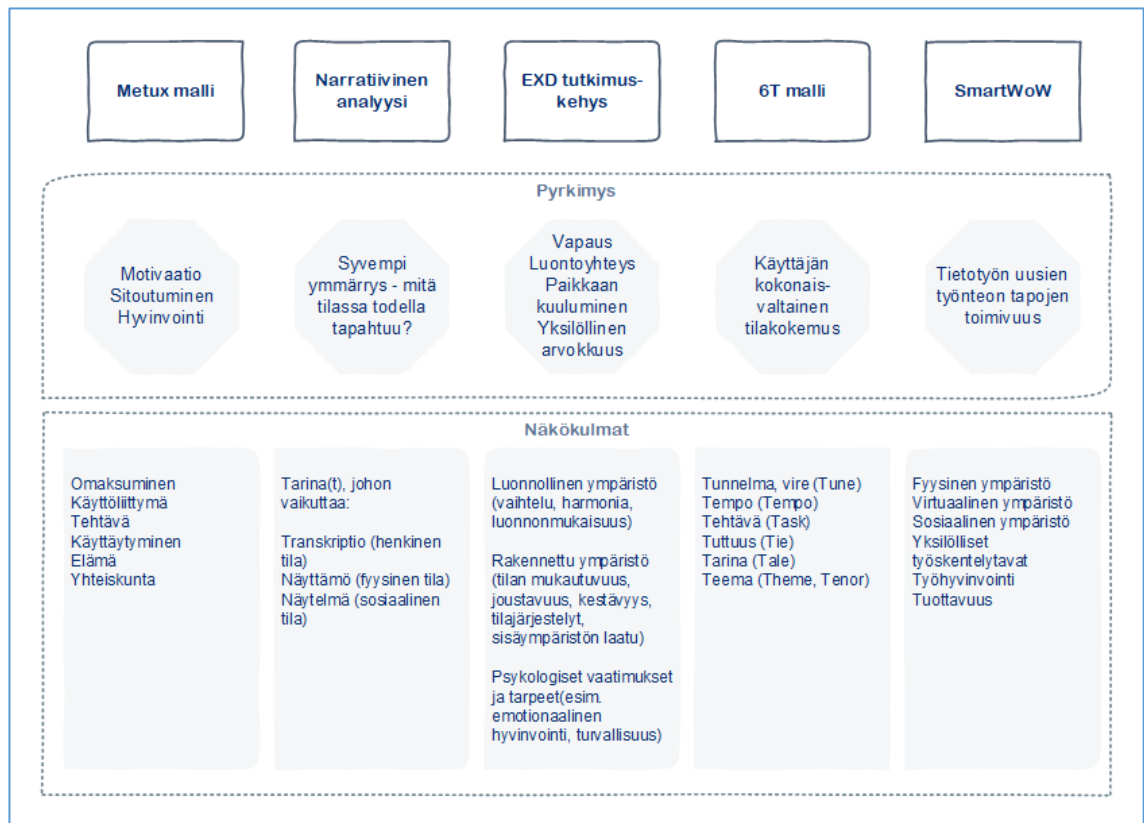 Metux malli
Narratiivinen
analyysi
EXD tutkimus-
kehys
6T malli
SmartWoW
Pyrkimys
Motivaatio
Sitoutuminen
Hyvinvointi
Syvempi
ymmärrys - mitä
tilassa todella
tapahtuu?
Vapaus
Luontoyhteys
Paikkaan
kuuluminen
Yksilöllinen
arvokkuus
Käyttäjän
kokonais-
valtainen
tilakokemus
Tietotyön uusien
työnteon tapojen
toimivuus
Näkökulmat
Omaksuminen
Käyttöliittymä
Tehtävä
Käyttäytyminen
Elämä
Yhteiskunta
Tarina(t), johon
vaikuttaa:
Transkriptio (henkinen
tila)
Näyttämö (fyysinen tila)
Näytelmä (sosiaalinen
tila)
Luonnollinen ympäristö
(vaihtelu, harmonia,
luonnonmukaisuus)
Rakennettu ympäristö
(tilan mukautuvuus,
joustavuus, kestävyys,
tilajärjestelyt,
sisäympäristön laatu)
Psykologiset vaatimukset
ja tarpeet(esim.
emotionaalinen
hyvinvointi, turvallisuus)
Tunnelma, vire (Tune)
Tempo (Tempo)
Tehtävä (Task)
Tuttuus (Tie)
Tarina (Tale)
Teema (Theme, Tenor)
Fyysinen ympäristö
Virtuaalinen ympäristö
Sosiaalinen ympäristö
Yksilölliset
työskentelytavat
Työhyvinvointi
Tuottavuus